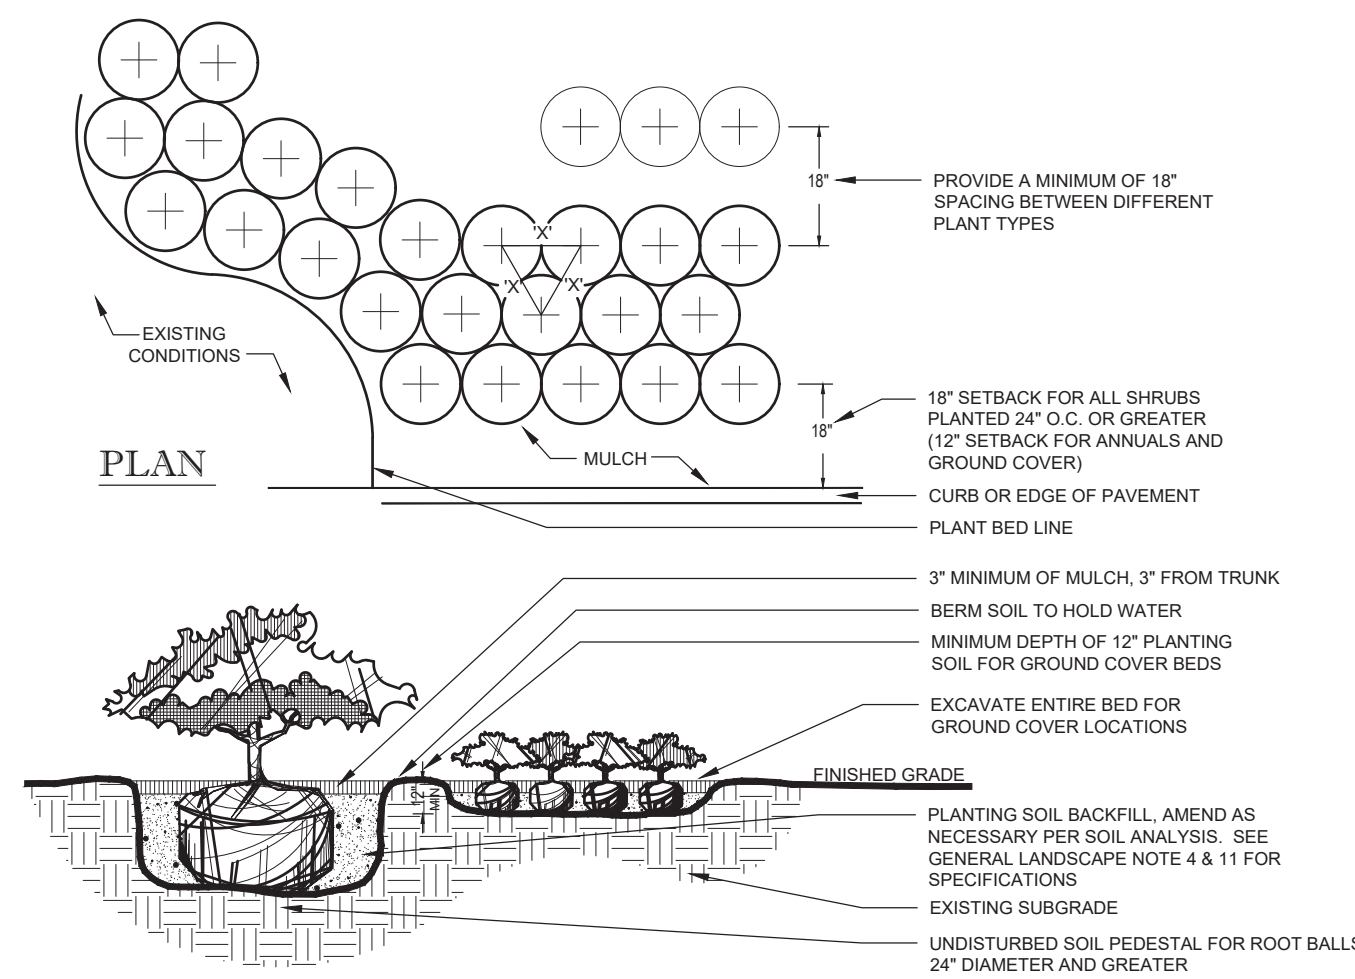 18"
PROVIDE A MINIMUM OF 18"
SPACING BETWEEN DIFFERENT
PLANT TYPES
'X'
'X'
'X'
EXISTING
CONDITIONS
18"
18" SETBACK FOR ALL SHRUBS
PLANTED 24" O.C. OR GREATER
(12" SETBACK FOR ANNUALS AND
GROUND COVER)
MULCH
PLAN
CURB OR EDGE OF PAVEMENT
PLANT BED LINE
3" MINIMUM OF MULCH, 3" FROM TRUNK
BERM SOIL TO HOLD WATER
MINIMUM DEPTH OF 12" PLANTING
SOIL FOR GROUND COVER BEDS
EXCAVATE ENTIRE BED FOR
GROUND COVER LOCATIONS
FINISHED GRADE
12"
MIN
PLANTING SOIL BACKFILL, AMEND AS
NECESSARY PER SOIL ANALYSIS. SEE
GENERAL LANDSCAPE NOTE 4 & 11 FOR
SPECIFICATIONS
EXISTING SUBGRADE
UNDISTURBED SOIL PEDESTAL FOR ROOT BALLS
24" DIAMETER AND GREATER